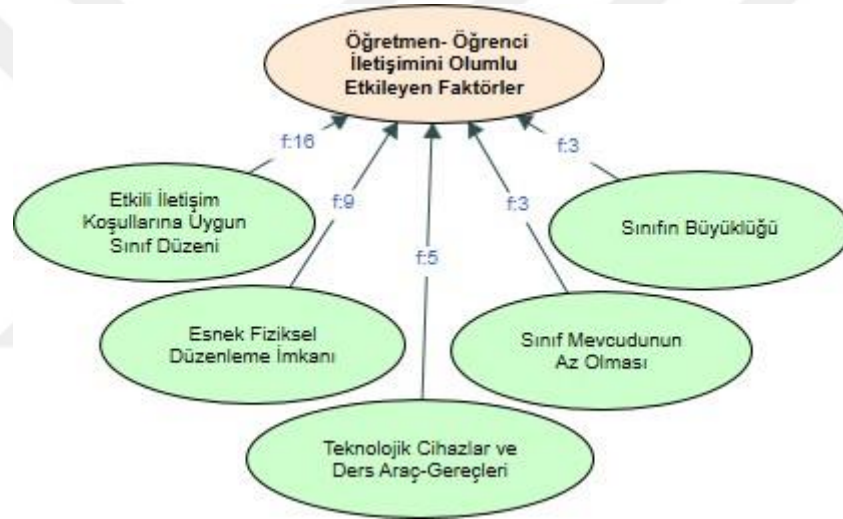 Öğretmen- Öğrenci
İletişimini Olumlu
Etkileyen Faktörler
f:16
f:9
f:5
f:3
f:3
Etkili İletişim
Koşullarına Uygun
Sınıf Düzeni
Esnek Fiziksel
Düzenleme İmkanı
Teknolojik Cihazlar ve
Ders Araç-Gereçleri
Sınıf Mevcudunun
Az Olması
Sınıfın Büyüklüğü